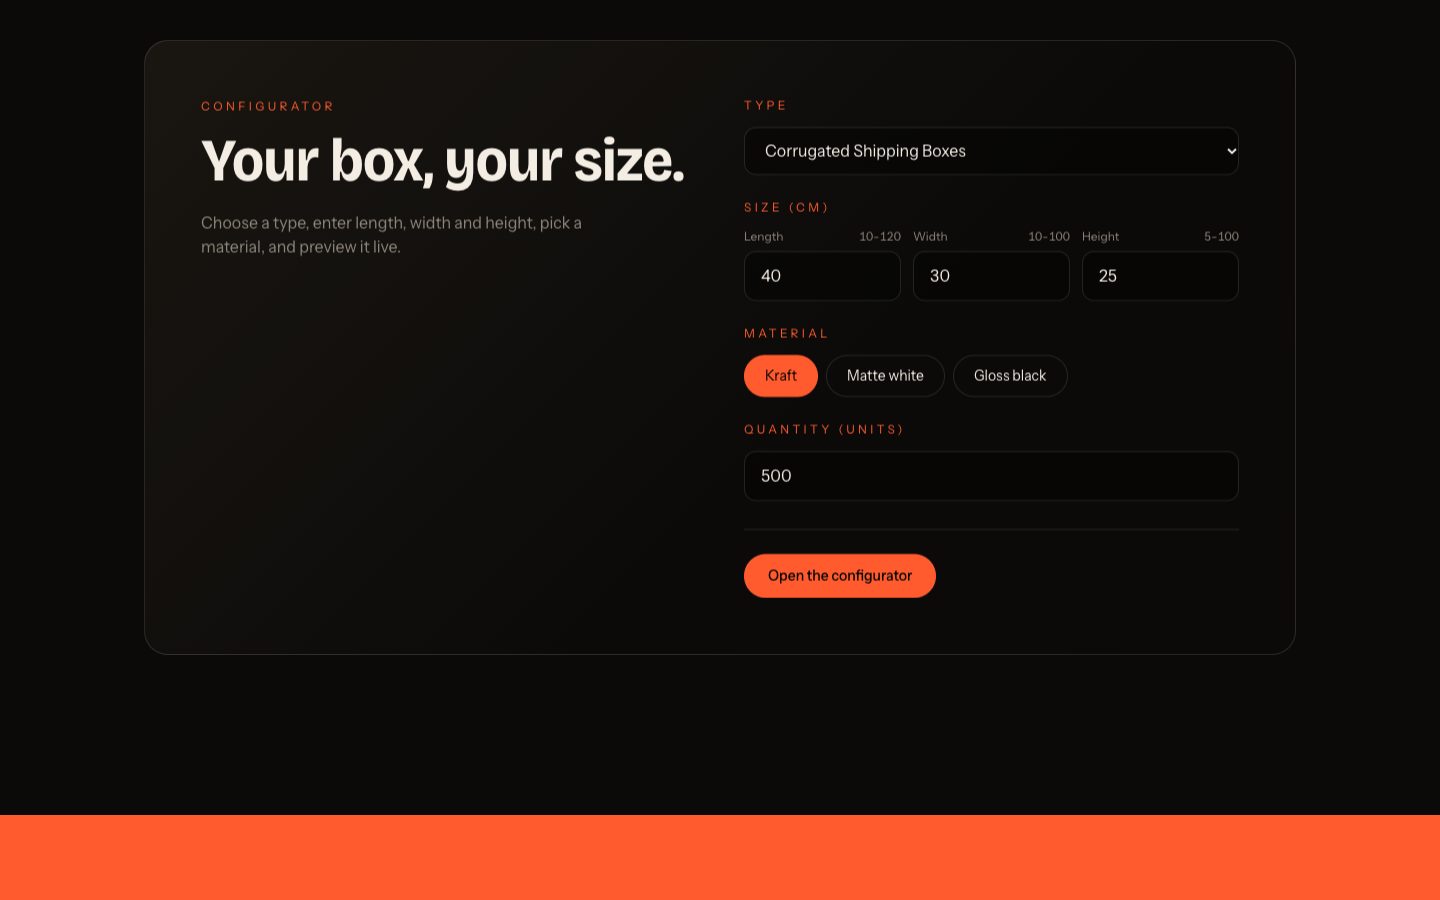 CONFIGURATOR
Your box, your size.
Choose a type, enter length, width and height, pick a
material, and preview it live.
TYPE
Corrugated Shipping Boxes
SIZE (CM)
Length 10–120 Width 10–100 Height 5–100
40 30 25
MATERIAL
Kraft Matte white Gloss black
QUANTITY (UNITS)
500
Open the configurator